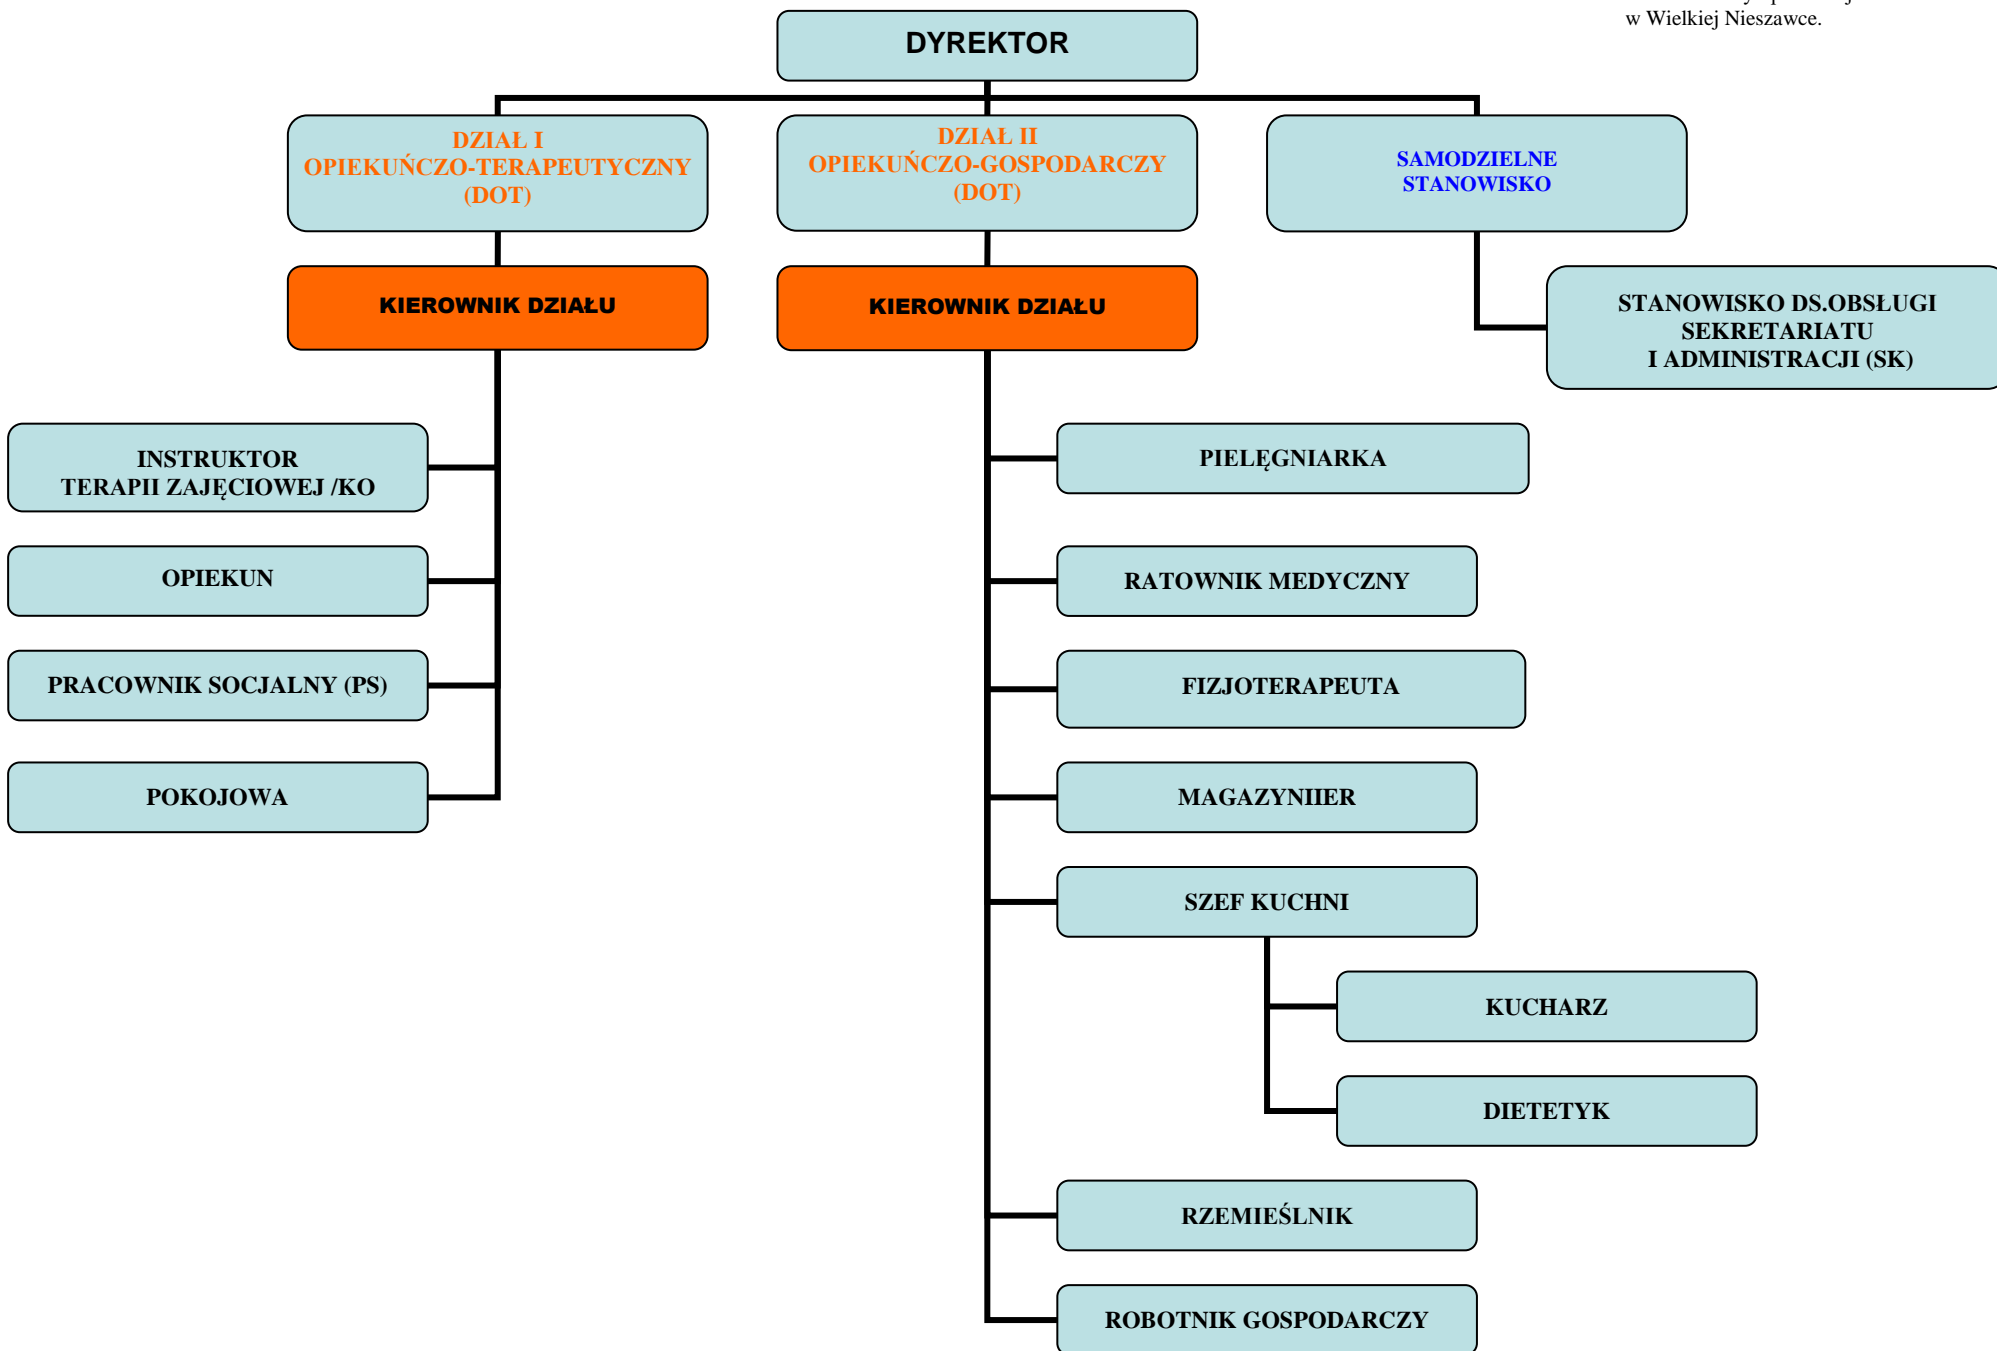 w Wielkiej Nieszawce.
DYREKTOR
DZIAŁ I
OPIEKUŃCZO-TERAPEUTYCZNY
(DOT)
DZIAŁ II
OPIEKUŃCZO-GOSPODARCZY
(DOT)
SAMODZIELNE
STANOWISKO
KIEROWNIK DZIAŁU
KIEROWNIK DZIAŁU
STANOWISKO DS.OBSŁUGI
SEKRETARIATU
I ADMINISTRACJI (SK)
INSTRUKTOR
TERAPII ZAJĘCIOWEJ /KO
OPIEKUN
PRACOWNIK SOCJALNY (PS)
POKOJOWA
PIELĘGNIARKA
RATOWNIK MEDYCZNY
FIZJOTERAPEUTA
MAGAZYNIIER
SZEF KUCHNI
KUCHARZ
DIETETYK
RZEMIEŚLNIK
ROBOTNIK GOSPODARCZY